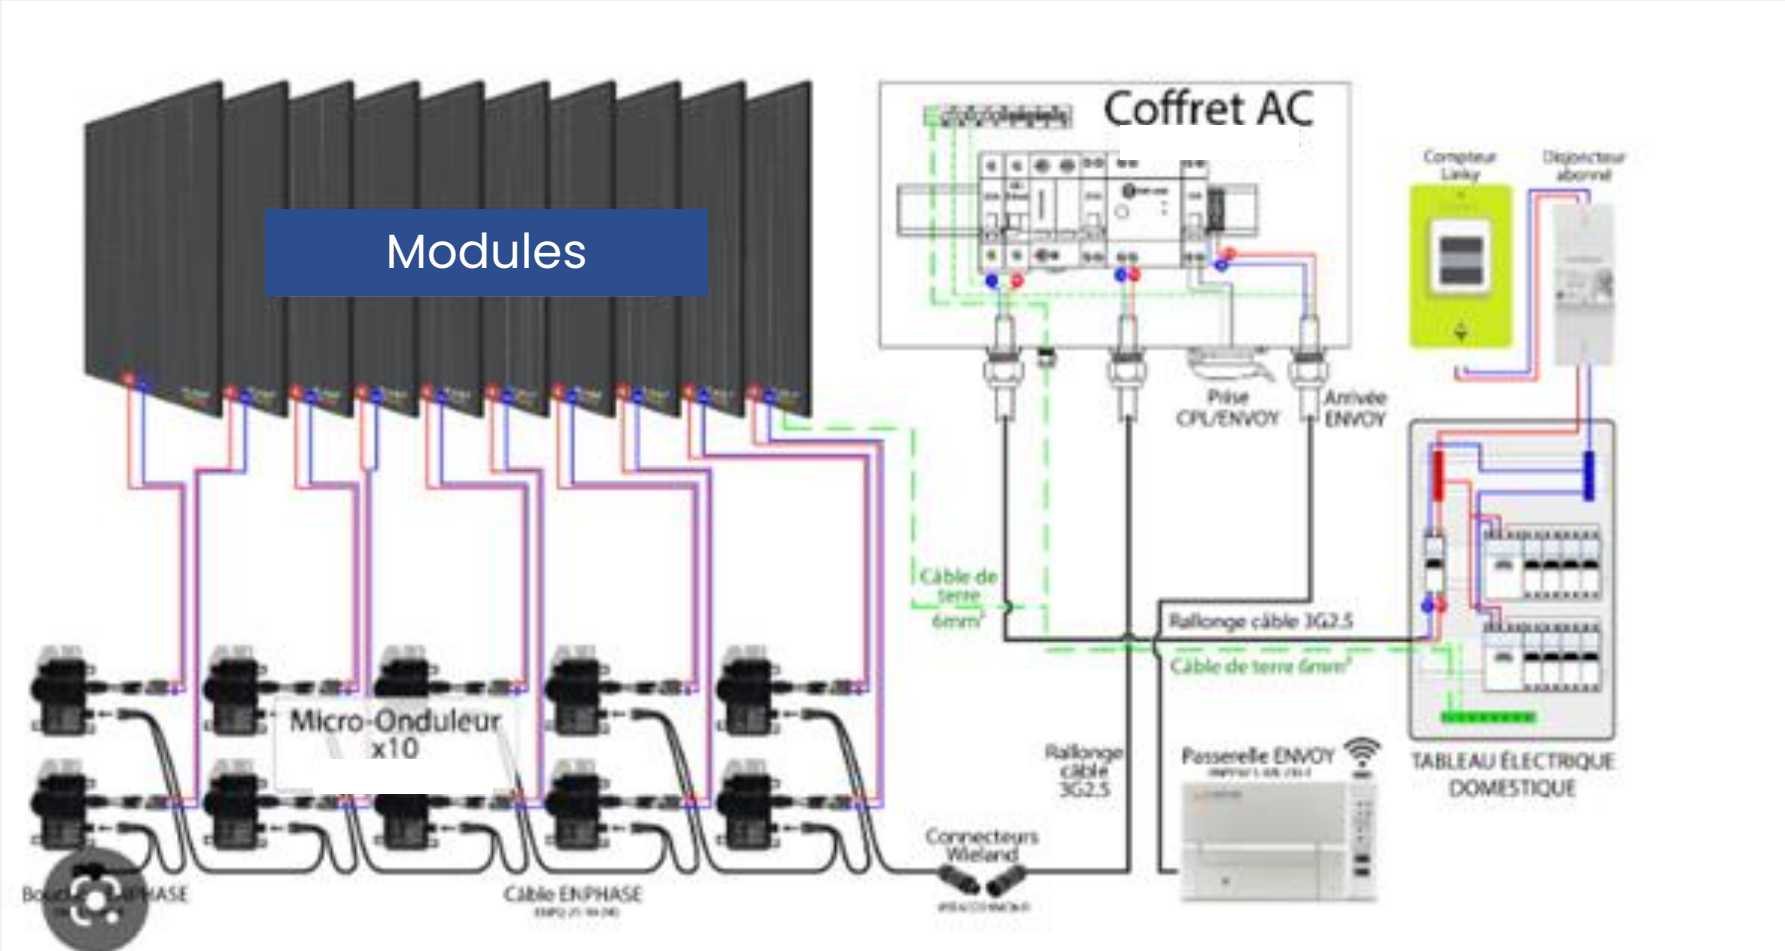 Modules
Coffret AC
Compteur
Linky
Disjoncteur
abonné
Prise
CPL/ENVOY
Arrivée
ENVOY
Câble de
terre
6mm²
Rallonge câble 3G2.5
Câble de terre 6mm²
Micro-Onduleur
x10
Rallonge
câble
3G2.5
Passerelle ENVOY
TABLEAU ÉLECTRIQUE
DOMESTIQUE
Connecteurs
Wieland
Câble ENPHASE